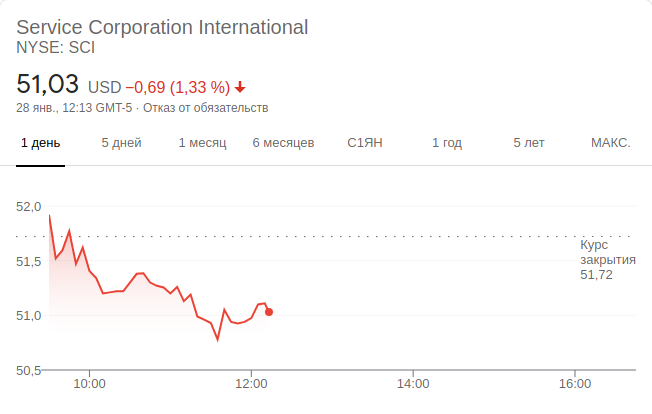 Service Corporation International
NYSE: SCI
51,03 USD −0,69 (1,33 %)
28 янв., 12:13 GMT-5 · Отказ от обязательств
1 день 5 дней 1 месяц 6 месяцев С1ЯН 1 год 5 лет МАКС.
52,0
Курс
закрытия
51,72
51,5
51,0
50,5
10:00 12:00 14:00 16:00